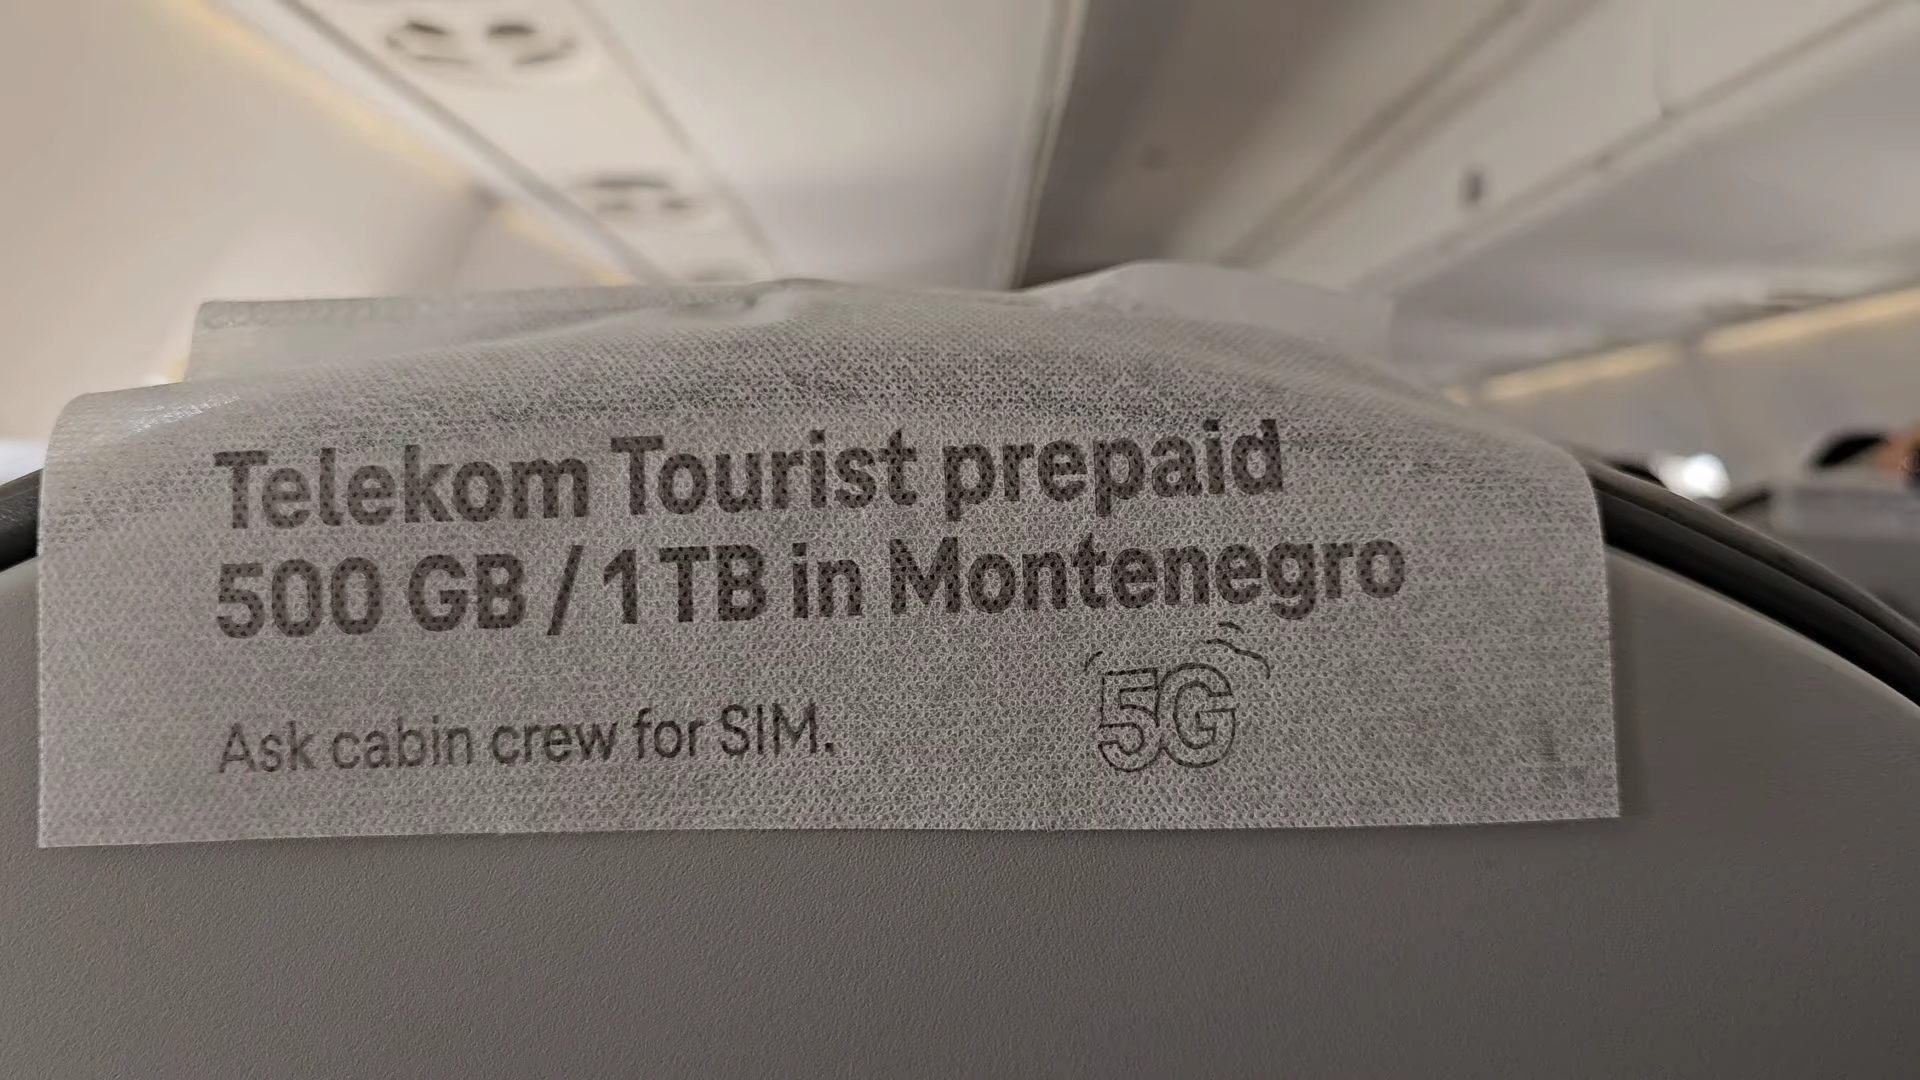 Telekom Tourist prepaid
500 GB / 1 TB in Montenegro
Ask cabin crew for SIM.
5G